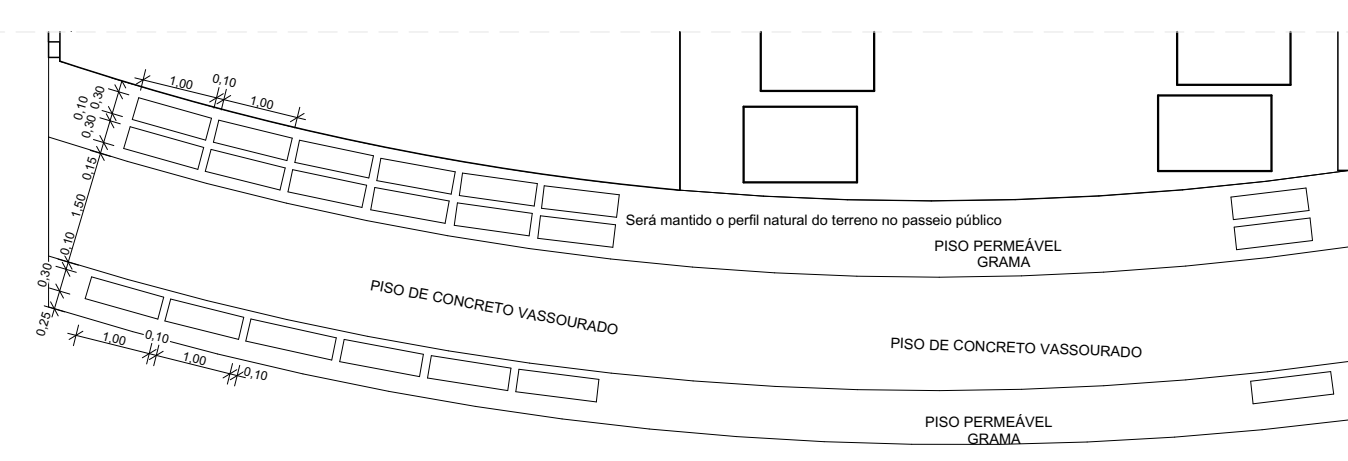 1,00
0,10
1,00
0,30
0,10
0,30
0,15
1,50
0,10
0,30
0,25
1,00
0,10
1,00
0,10
Será mantido o perfil natural do terreno no passeio público
PISO PERMEÁVEL
GRAMA
PISO DE CONCRETO VASSOURADO
PISO DE CONCRETO VASSOURADO
PISO PERMEÁVEL
GRAMA